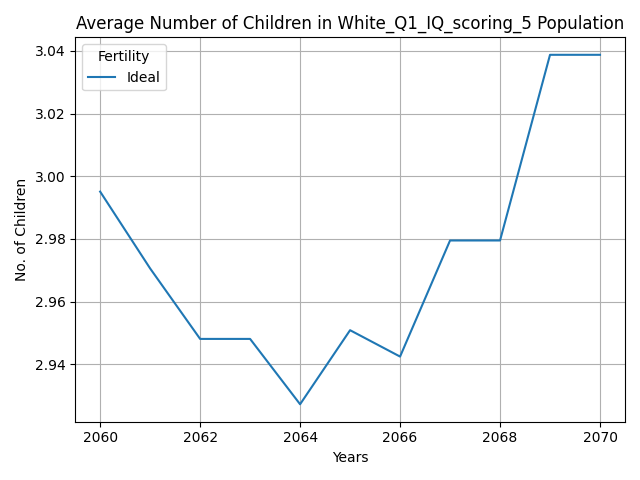 Average Number of Children in White_Q1_IQ_scoring_5 Population
Fertility
Ideal
3.04
3.02
3.00
2.98
2.96
2.94
No. of Children
2060 2062 2064 2066 2068 2070
Years